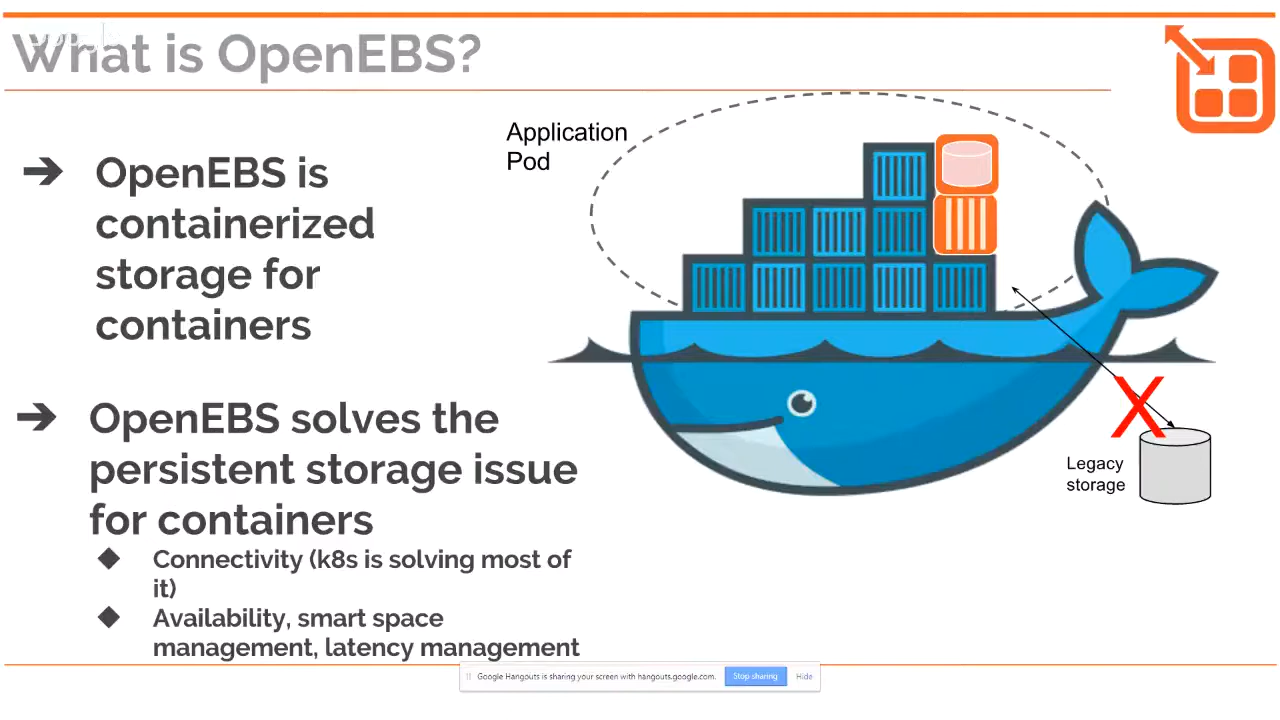 What is OpenEBS?
Application
Pod
➔ OpenEBS is
containerized
storage for
containers
➔ OpenEBS solves the
persistent storage issue
for containers
◆ Connectivity (k8s is solving most of
it)
◆ Availability, smart space
management, latency management
X
Legacy
storage
Google Hangouts is sharing your screen with hangouts.google.com.
Stop sharing
Hide